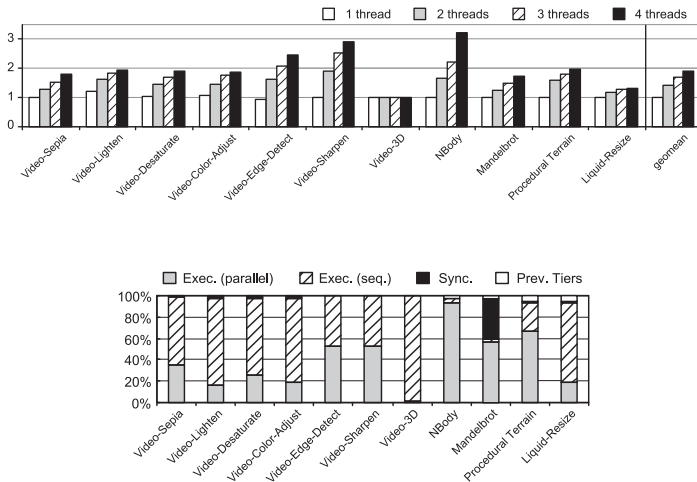 1 thread 2 threads 3 threads 4 threads
3
2
1
0
Video-Sepia
Video-Lighten
Video-Desaturate
Video-Color-Adjust
Video-Edge-Detect
Video-Sharpen
Video-3D
NBody
Mandelbrot
Procedural Terrain
Liquid-Resize
geomean
Exec. (parallel) Exec. (seq.) Sync. Prev. Tiers
100%
80%
60%
40%
20%
0%
Video-Sepia
Video-Lighten
Video-Desaturate
Video-Color-Adjust
Video-Edge-Detect
Video-Sharpen
Video-3D
NBody
Mandelbrot
Procedural Terrain
Liquid-Resize